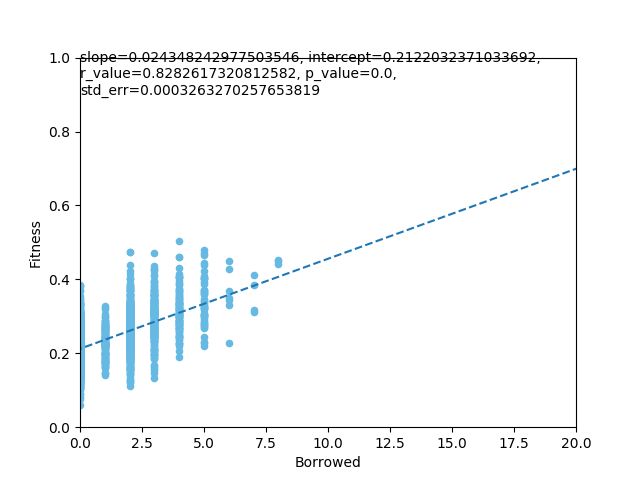 slope=0.024348242977503546, intercept=0.2122032371033692,
r_value=0.8282617320812582, p_value=0.0,
std_err=0.0003263270257653819
1.0
0.8
0.6
0.4
0.2
0.0
Fitness
0.0 2.5 5.0 7.5 10.0 12.5 15.0 17.5 20.0
Borrowed